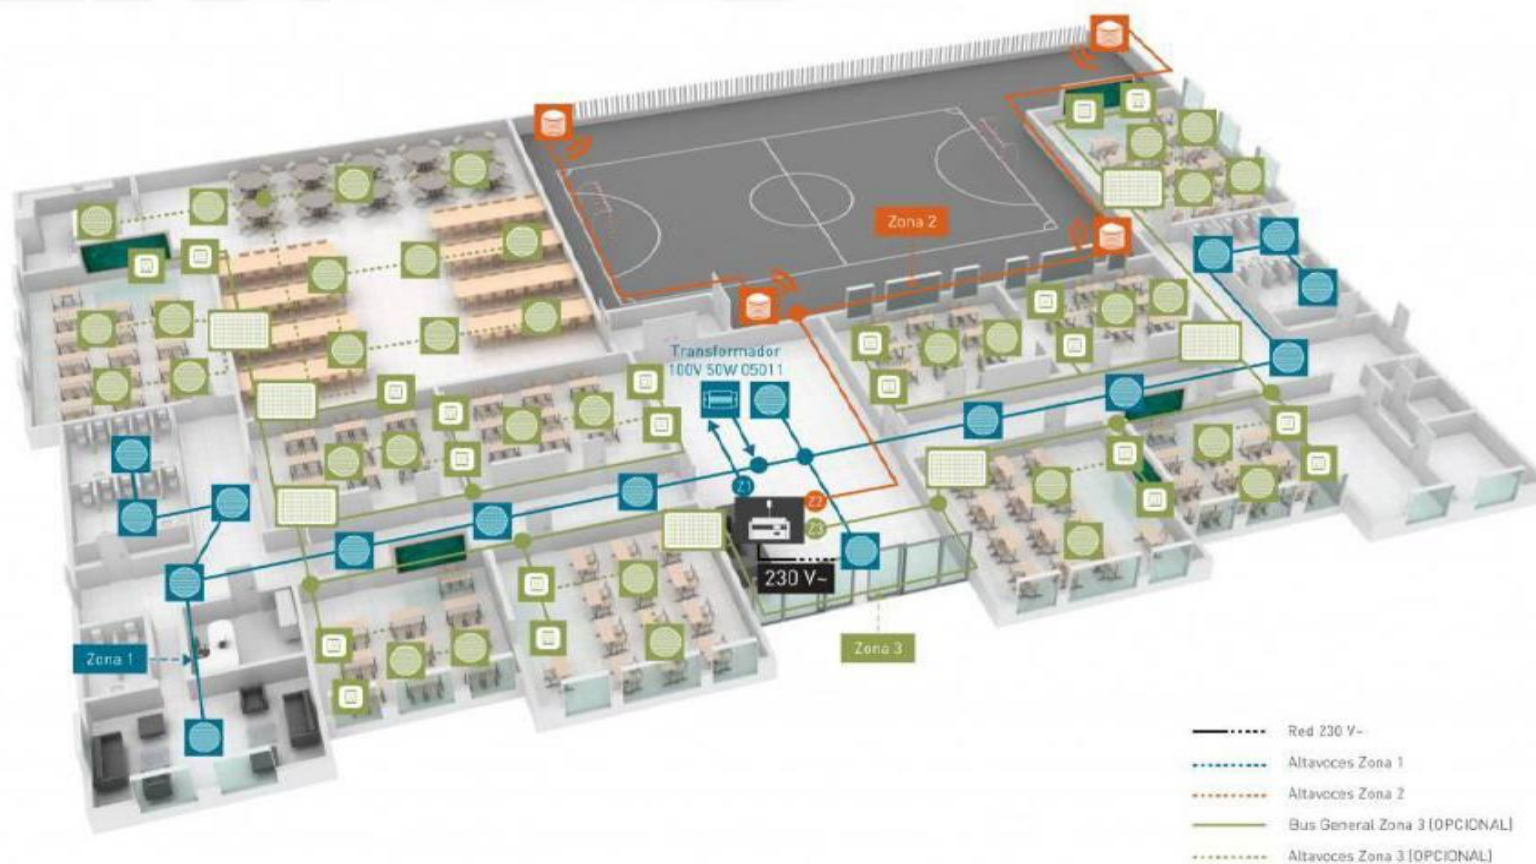 Zona 2
Transformador
100V 50W 05011
Z1
Z2
Z3
230 V~
Zona 1
Zona 3
Red 230 V~
Altavoces Zona 1
Altavoces Zona 2
Bus General Zona 3 (OPCIONAL)
Altavoces Zona 3 (OPCIONAL)